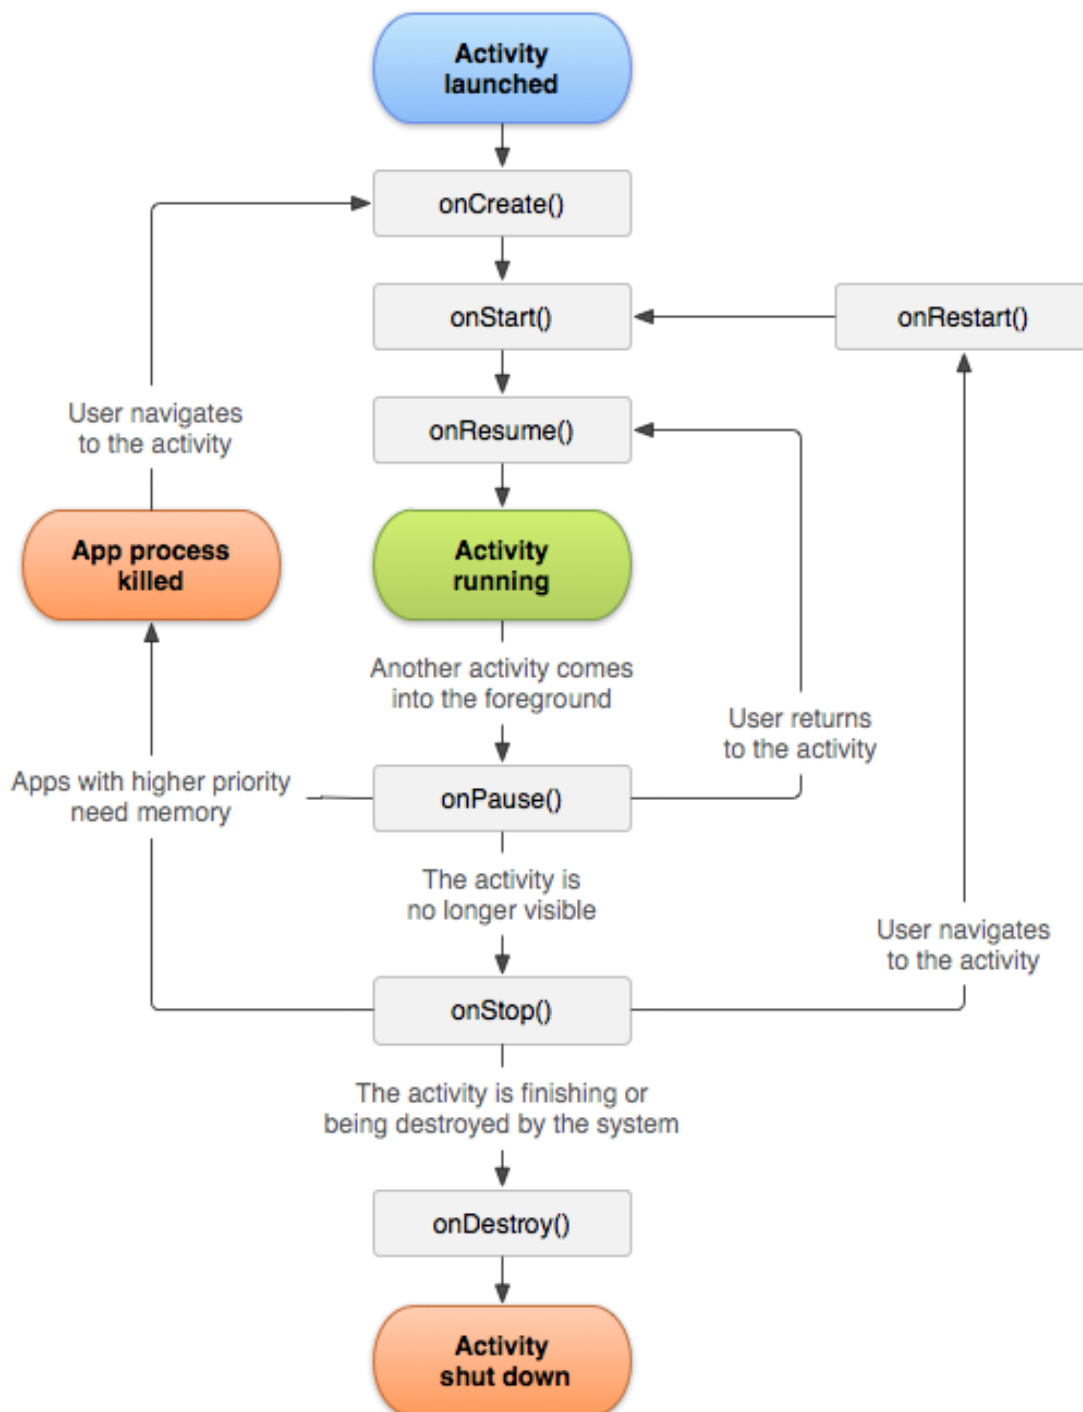 Activity
launched
onCreate()
onStart()
onRestart()
User navigates
to the activity
onResume()
App process
killed
Activity
running
Another activity comes
into the foreground
User returns
to the activity
Apps with higher priority
need memory
onPause()
The activity is
no longer visible
User navigates
to the activity
onStop()
The activity is finishing or
being destroyed by the system
onDestroy()
Activity
shut down